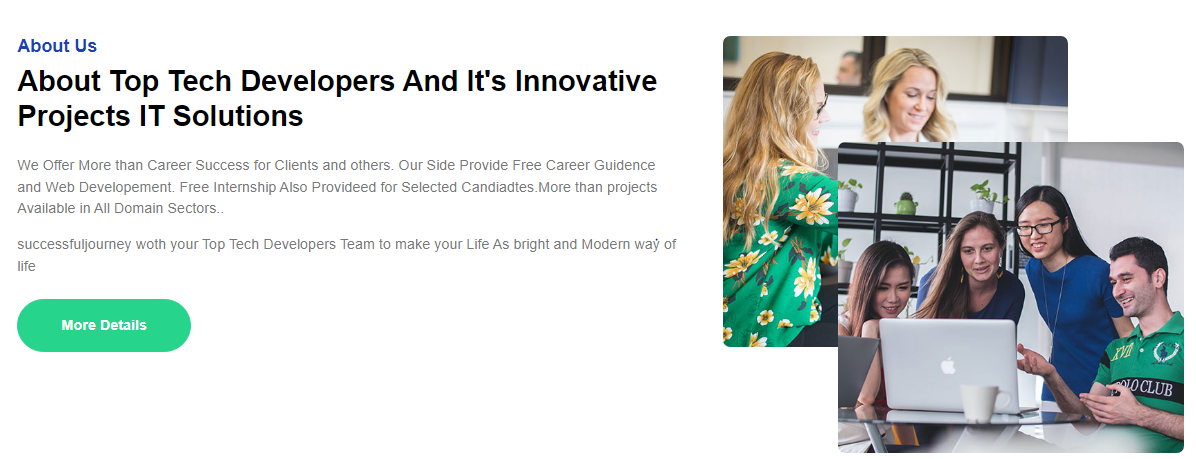 About Us
About Top Tech Developers And It's Innovative
Projects IT Solutions
We Offer More than Career Success for Clients and others. Our Side Provide Free Career Guidence
and Web Developement. Free Internship Also Provideed for Selected Candiadtes.More than projects
Available in All Domain Sectors..
successfuljourney woth your Top Tech Developers Team to make your Life As bright and Modern way of
life
More Details
XVII
POLO CLUB